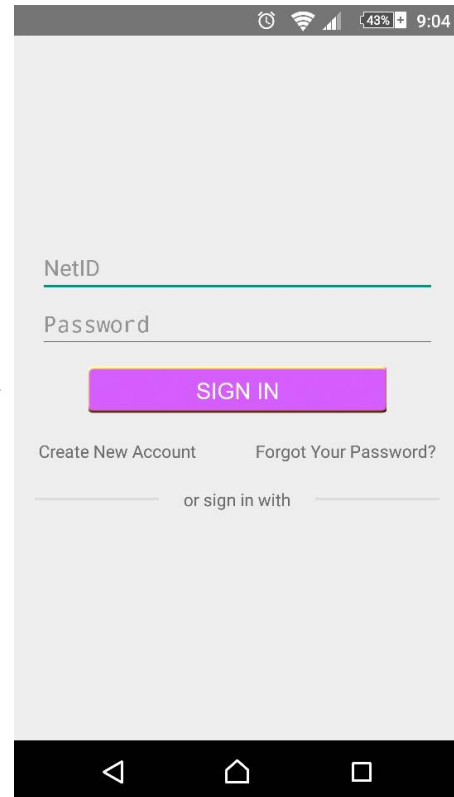 43% 9:04
NetID
Password
SIGN IN
Create New Account Forgot Your Password?
or sign in with